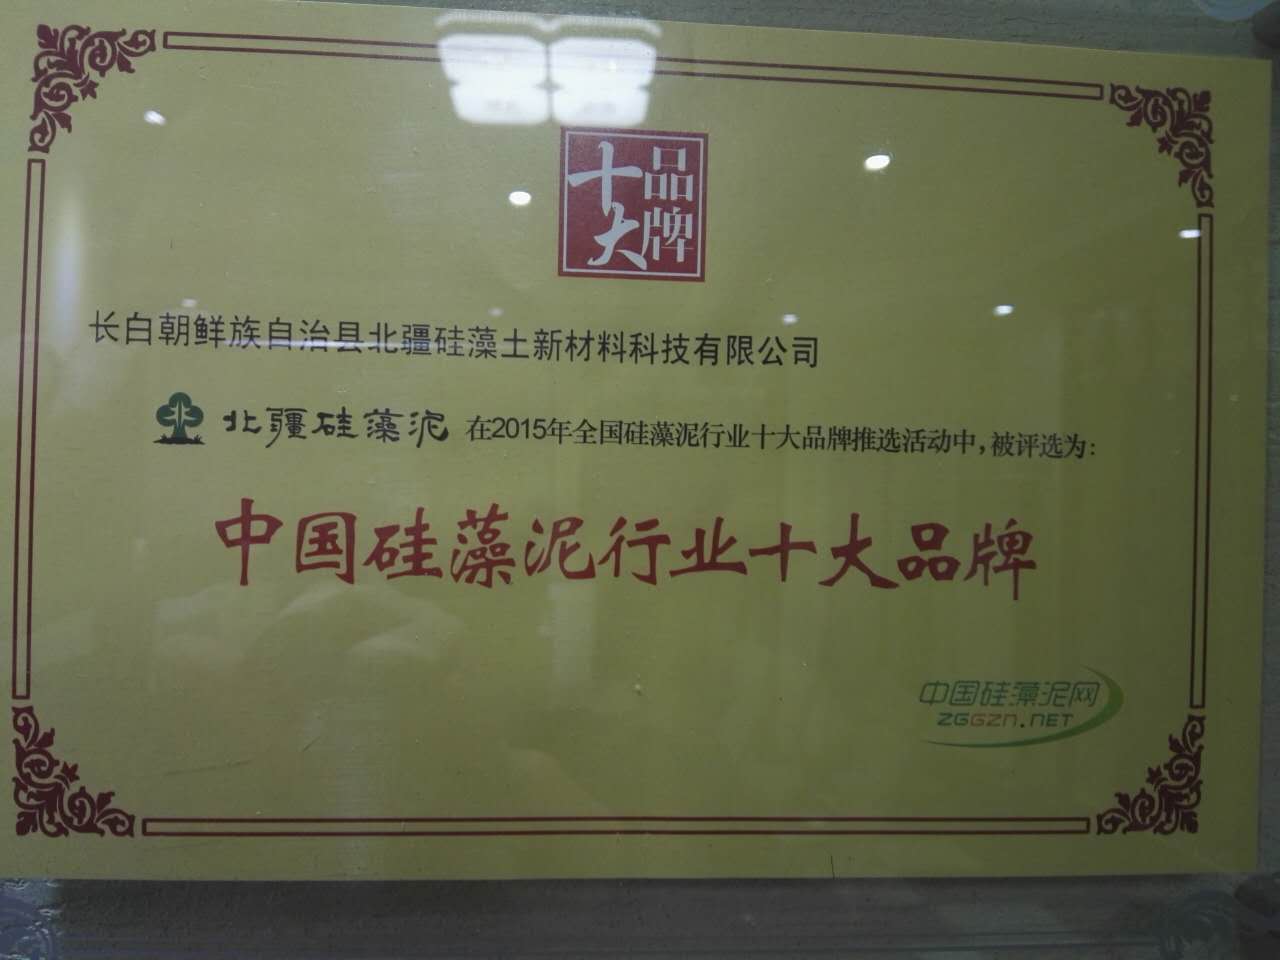 十大品牌
长白朝鲜族自治县北疆硅藻土新材料科技有限公司
北疆硅藻泥 在2015年全国硅藻泥行业十大品牌推选活动中,被评选为:
中国硅藻泥行业十大品牌
中国硅藻泥网
ZGGZN.NET